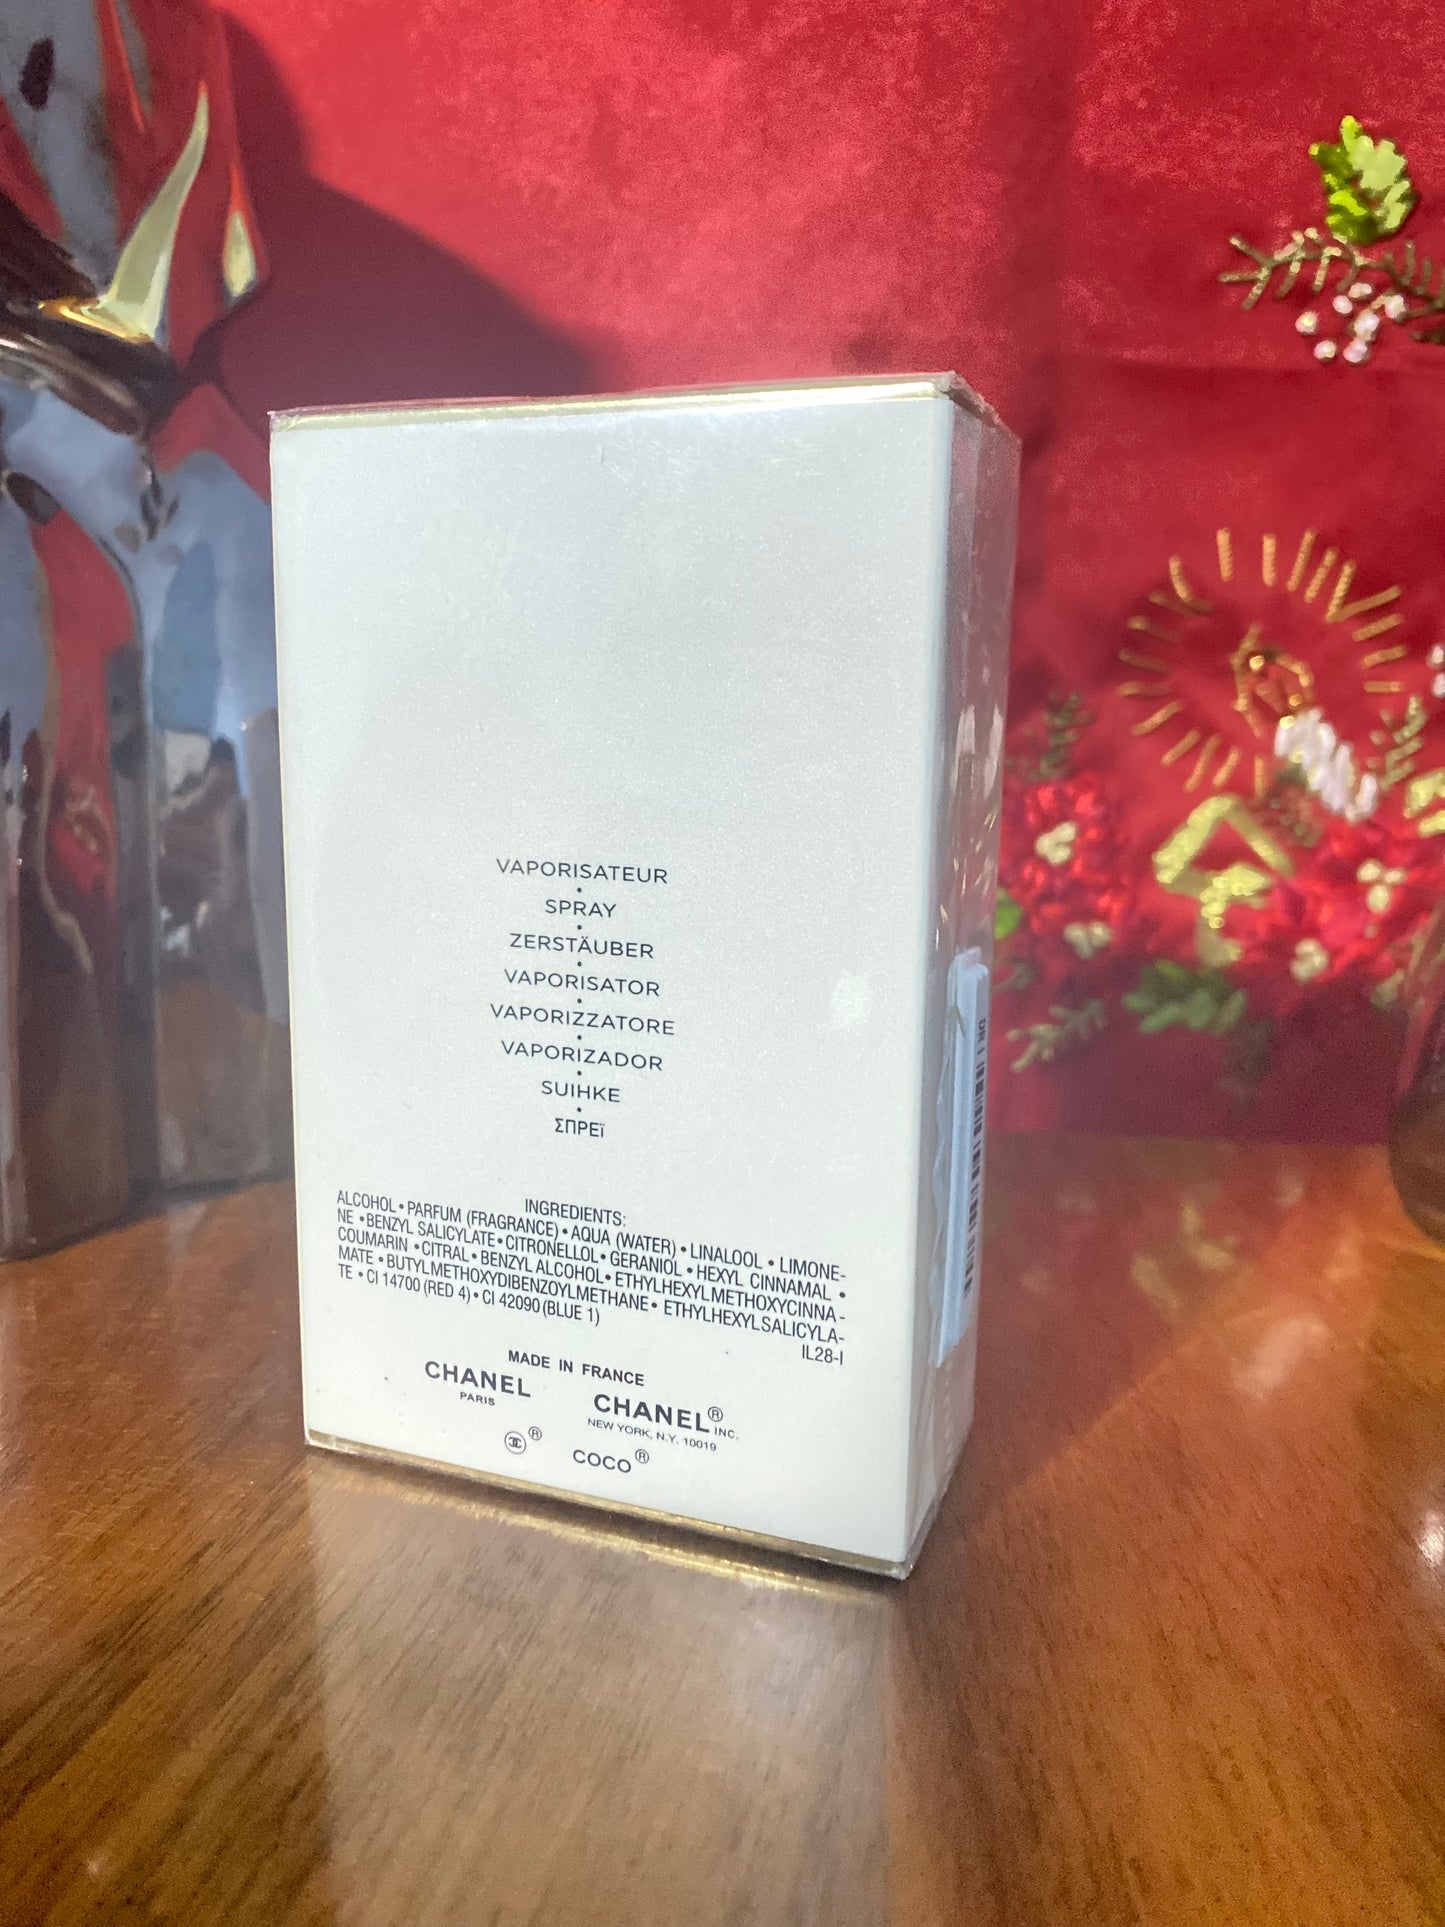 VAPORISATEUR
•
SPRAY
•
ZERSTÄUBER
•
VAPORISATOR
•
VAPORIZZATORE
•
VAPORIZADOR
•
SUIHKE
•
ΣΠΡΕΪ
INGREDIENTS:
ALCOHOL • PARFUM (FRAGRANCE) • AQUA (WATER) • LINALOOL • LIMONE-
NE • BENZYL SALICYLATE • CITRONELLOL • GERANIOL • HEXYL CINNAMAL •
COUMARIN • CITRAL • BENZYL ALCOHOL • ETHYLHEXYL METHOXYCINNA-
MATE • BUTYL METHOXYDIBENZOYLMETHANE • ETHYLHEXYL SALICYLA-
TE • CI 14700 (RED 4) • CI 42090 (BLUE 1)
IL28-I
MADE IN FRANCE
CHANEL
PARIS
CHANEL® INC.
NEW YORK, N.Y. 10019
®
COCO®